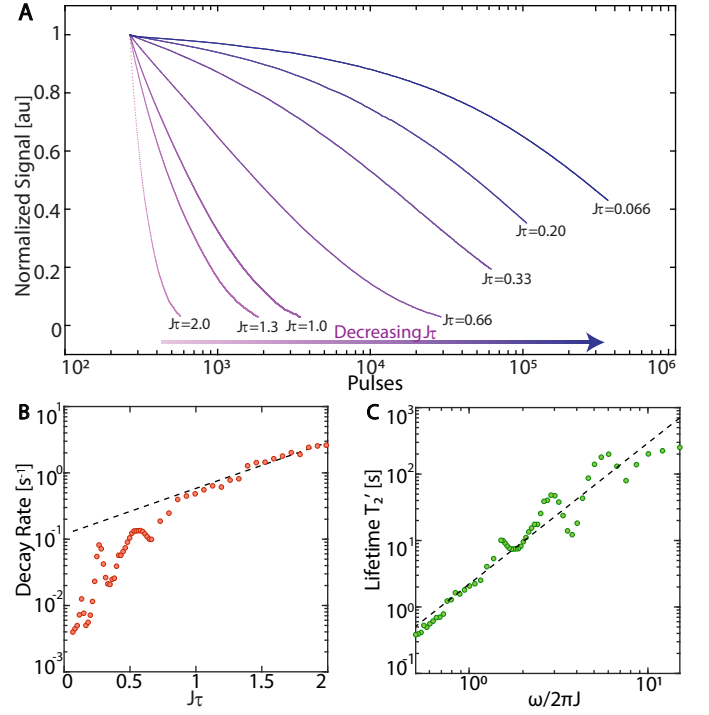 A
Normalized Signal [au]
1
0.8
0.6
0.4
0.2
0
Jτ=0.066
Jτ=0.20
Jτ=0.33
Jτ=0.66
Jτ=2.0
Jτ=1.3
Jτ=1.0
Decreasing Jτ
10²
10³
10⁴
10⁵
10⁶
Pulses
B
Decay Rate [s⁻¹]
10¹
10⁰
10⁻¹
10⁻²
10⁻³
0
0.5
1
1.5
2
Jτ
C
Lifetime T₂′ [s]
10³
10²
10¹
10⁰
10¹
10⁰
10¹
ω/2πJ